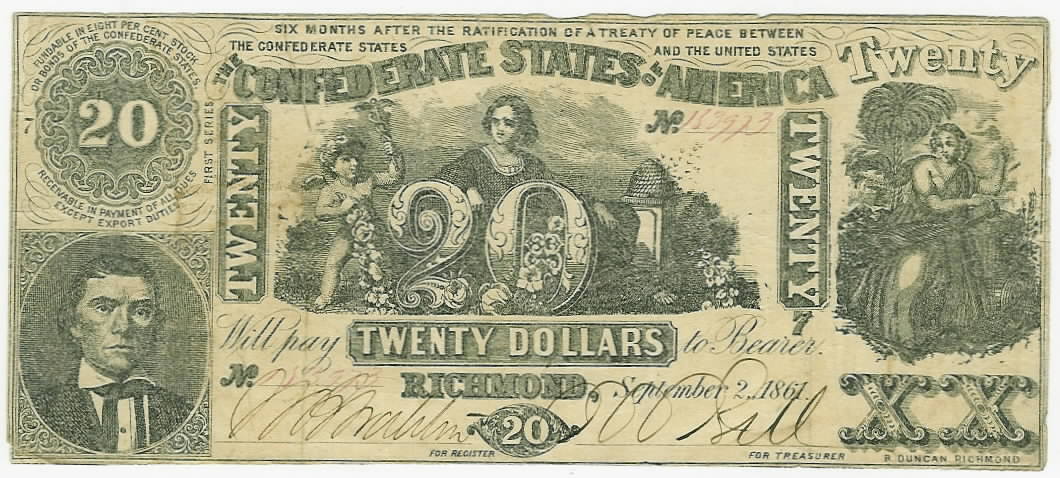 FUNDABLE IN EIGHT PER CENT STOCK
OR BONDS OF THE CONFEDERATE STATES
20
RECEIVABLE IN PAYMENT OF ALL DUES
EXCEPT EXPORT DUTIES
FIRST SERIES
SIX MONTHS AFTER THE RATIFICATION OF A TREATY OF PEACE BETWEEN
THE CONFEDERATE STATES AND THE UNITED STATES
THE CONFEDERATE STATES OF AMERICA
Twenty
TWENTY
No.
20
TWENTY
7
Will pay TWENTY DOLLARS to Bearer.
No.
RICHMOND, September 2, 1861.
20
XX
FOR REGISTER
FOR TREASURER
B. DUNCAN, RICHMOND